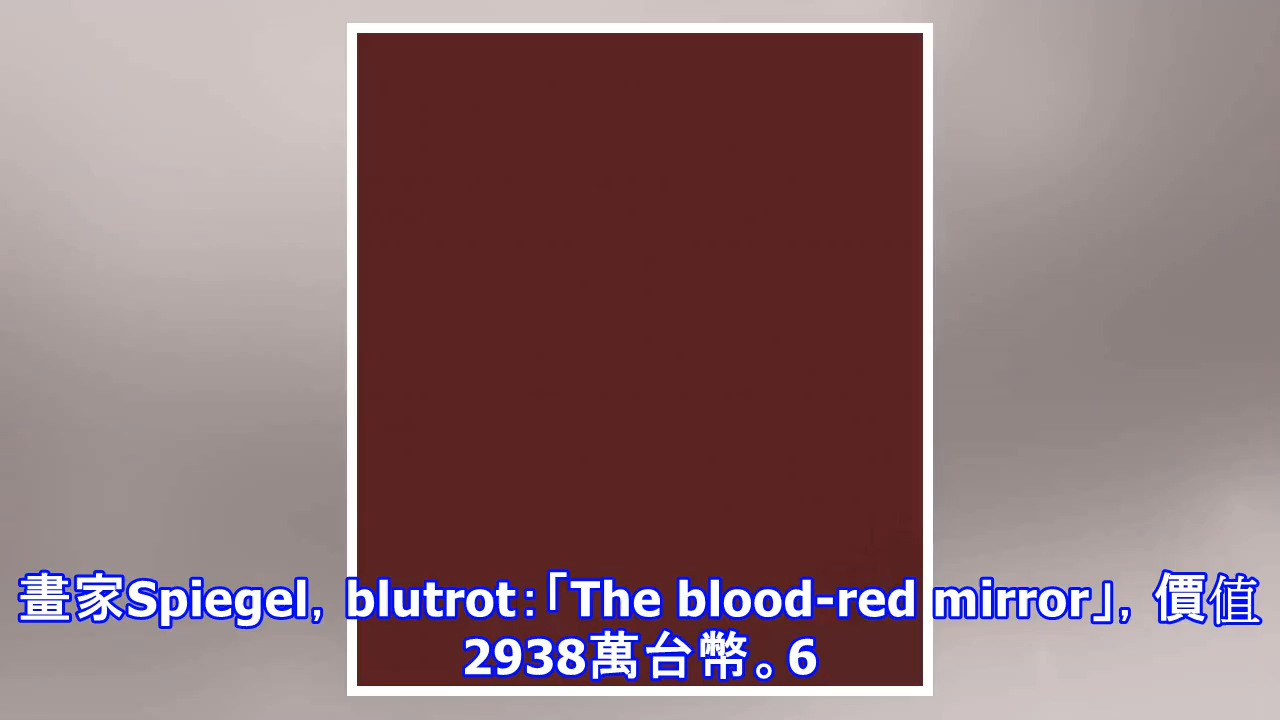 畫家Spiegel, blutrot:「The blood-red mirror」, 價值
2938萬台幣。6